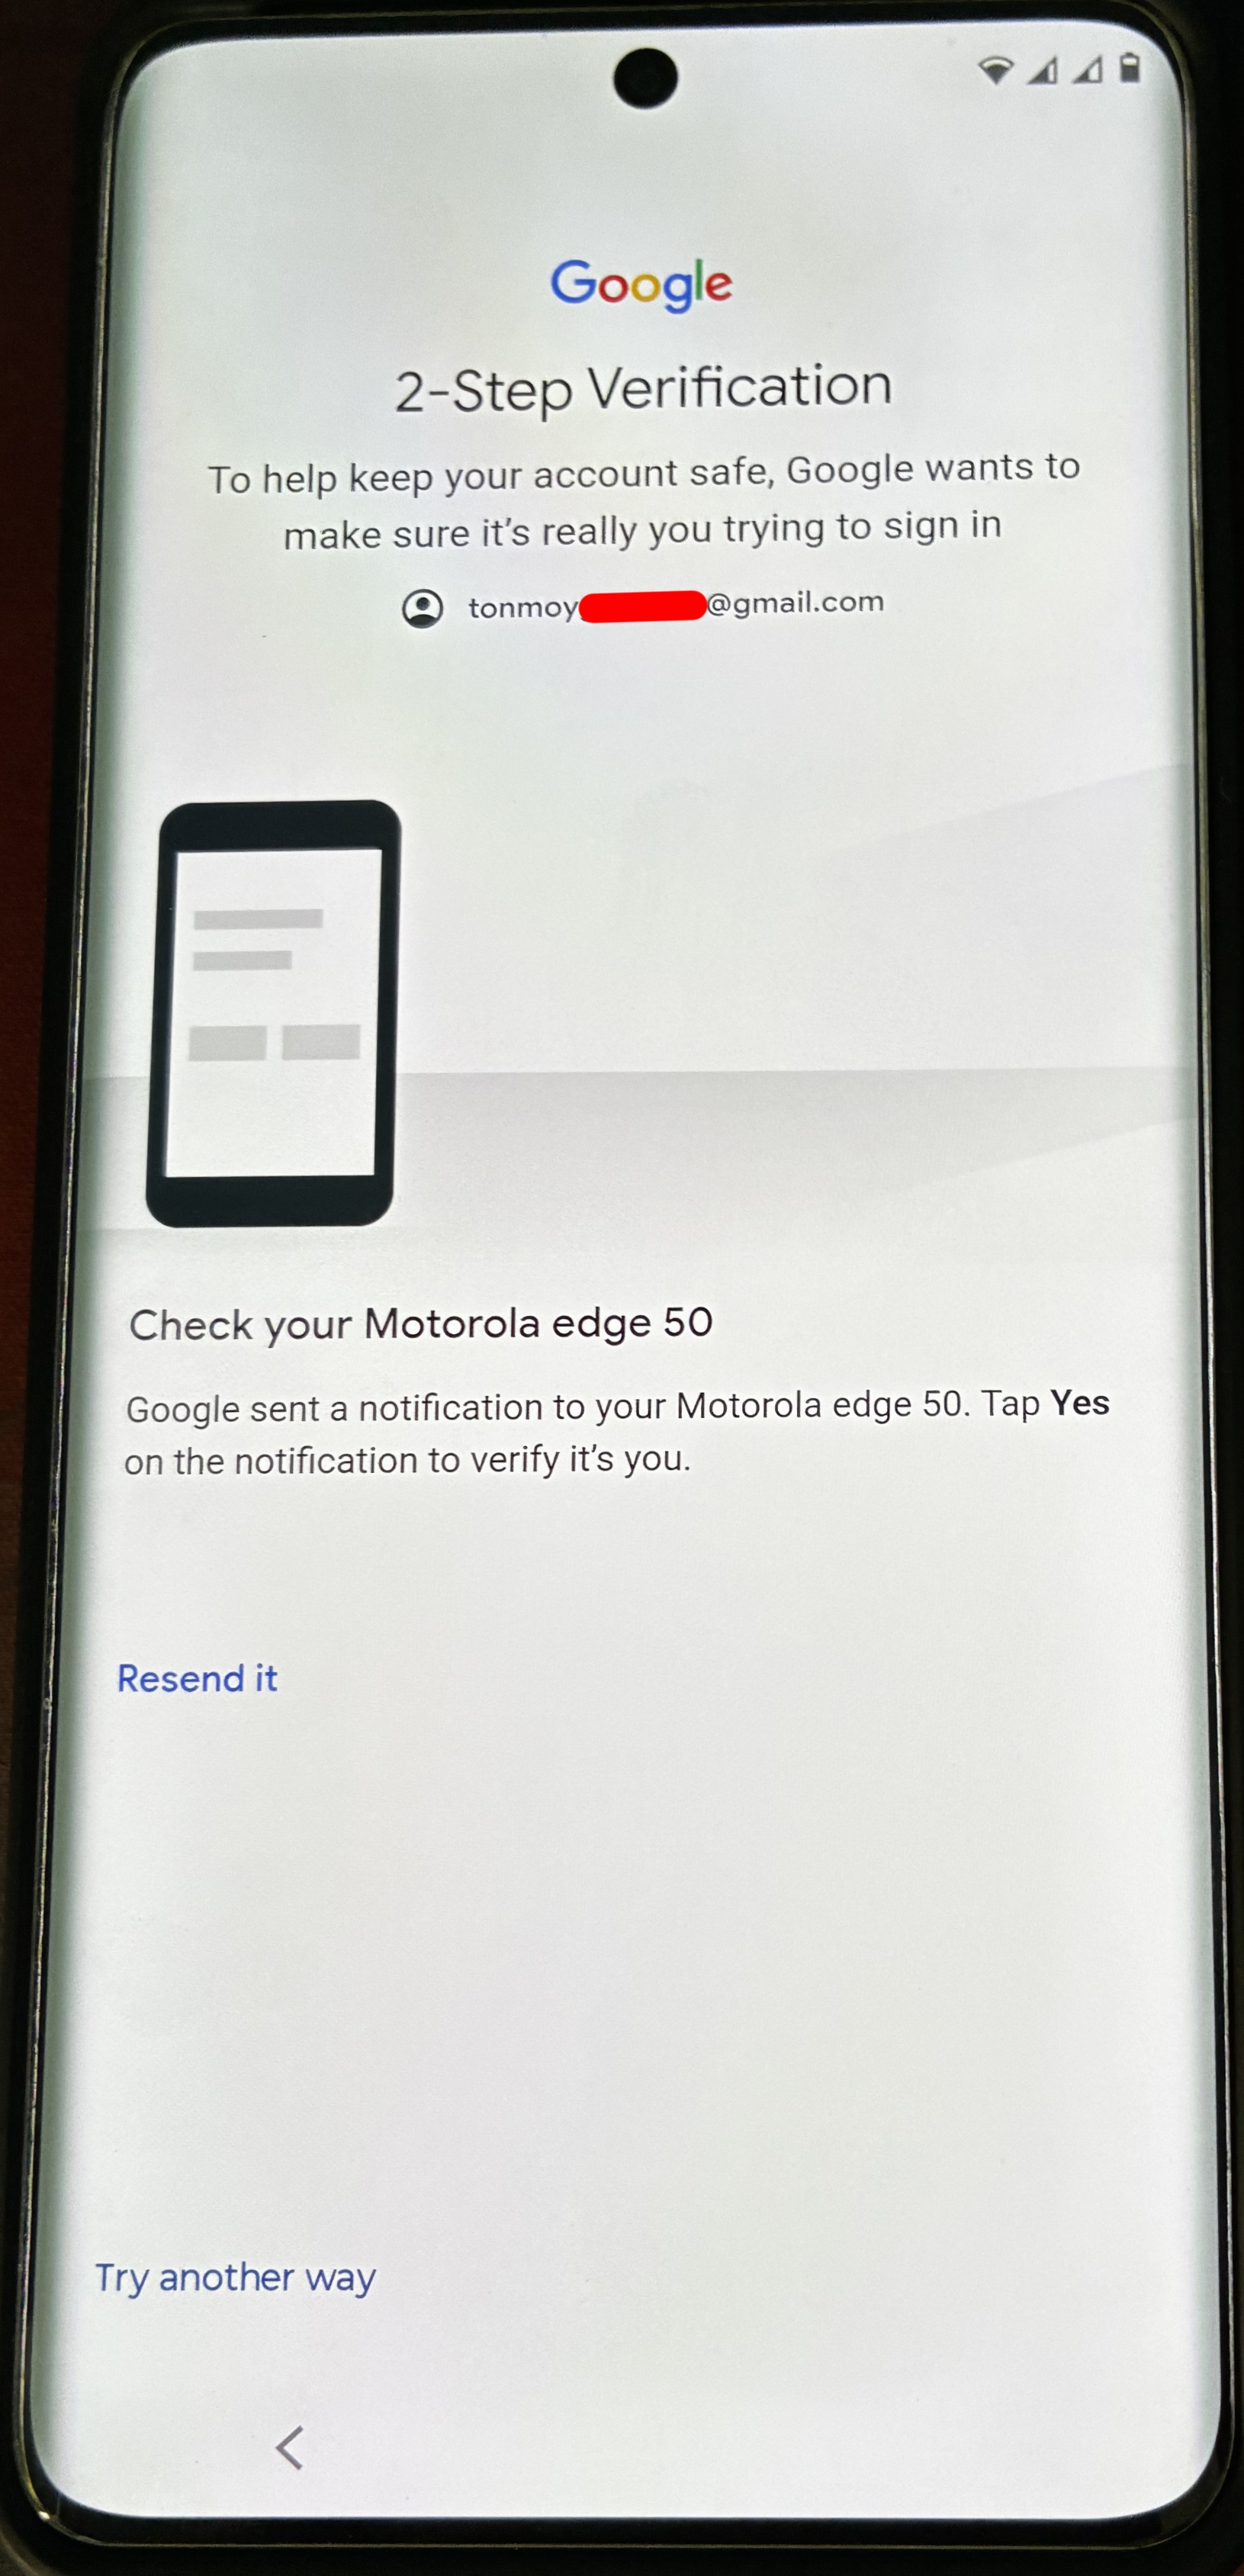 Google
2-Step Verification
To help keep your account safe, Google wants to
make sure it's really you trying to sign in
tonmoy @gmail.com
Check your Motorola edge 50
Google sent a notification to your Motorola edge 50. Tap Yes
on the notification to verify it's you.
Resend it
Try another way